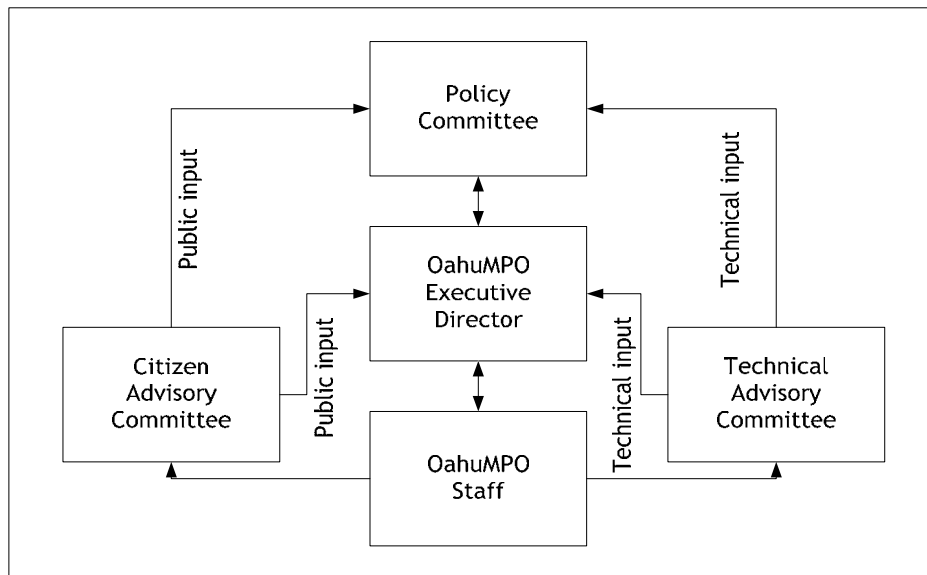 Policy
Committee
Public input
Technical input
OahuMPO
Executive
Director
Citizen
Advisory
Committee
Public input
Technical input
Technical
Advisory
Committee
OahuMPO
Staff